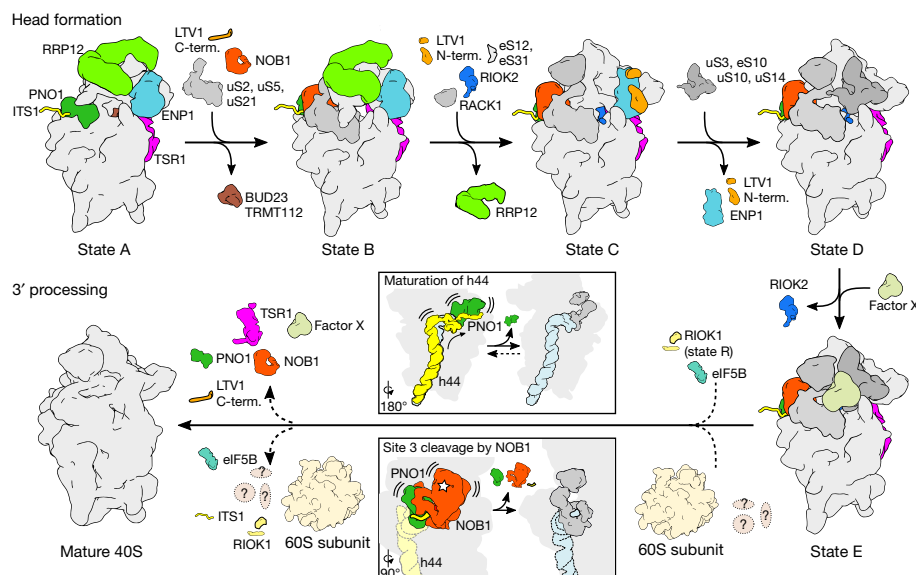 Head formation
RRP12
PNO1
ITS1
ENP1
TSR1
State A
LTV1
C-term.
NOB1
uS2, uS5,
uS21
BUD23
TRMT112
State B
LTV1
N-term.
eS12,
eS31
RIOK2
RACK1
RRP12
State C
uS3, eS10
uS10, uS14
LTV1
N-term.
ENP1
State D
3′ processing
TSR1
Factor X
PNO1
NOB1
LTV1
C-term.
Maturation of h44
PNO1
h44
180°
RIOK2
Factor X
RIOK1
(state R)
eIF5B
eIF5B
?
?
?
?
ITS1
RIOK1
60S subunit
Mature 40S
Site 3 cleavage by NOB1
PNO1
NOB1
h44
90°
60S subunit
?
?
?
State E